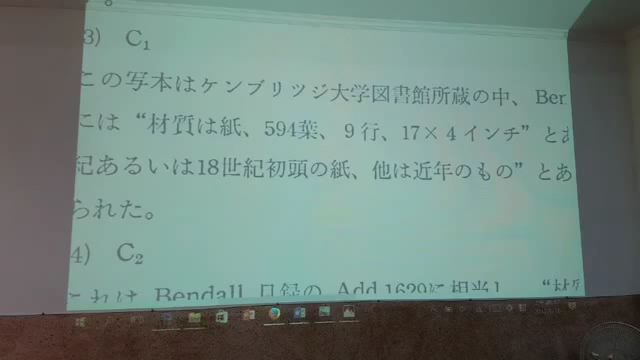 3) C₁
この写本はケンブリツジ大学図書館所蔵の中、Ben
には “材質は紙、594葉、9行、17×4インチ” とあ
紀あるいは18世紀初頭の紙、他は近年のもの” とあ
られた。
4) C₂
これは Bendall 目録の Add.1629に相当し